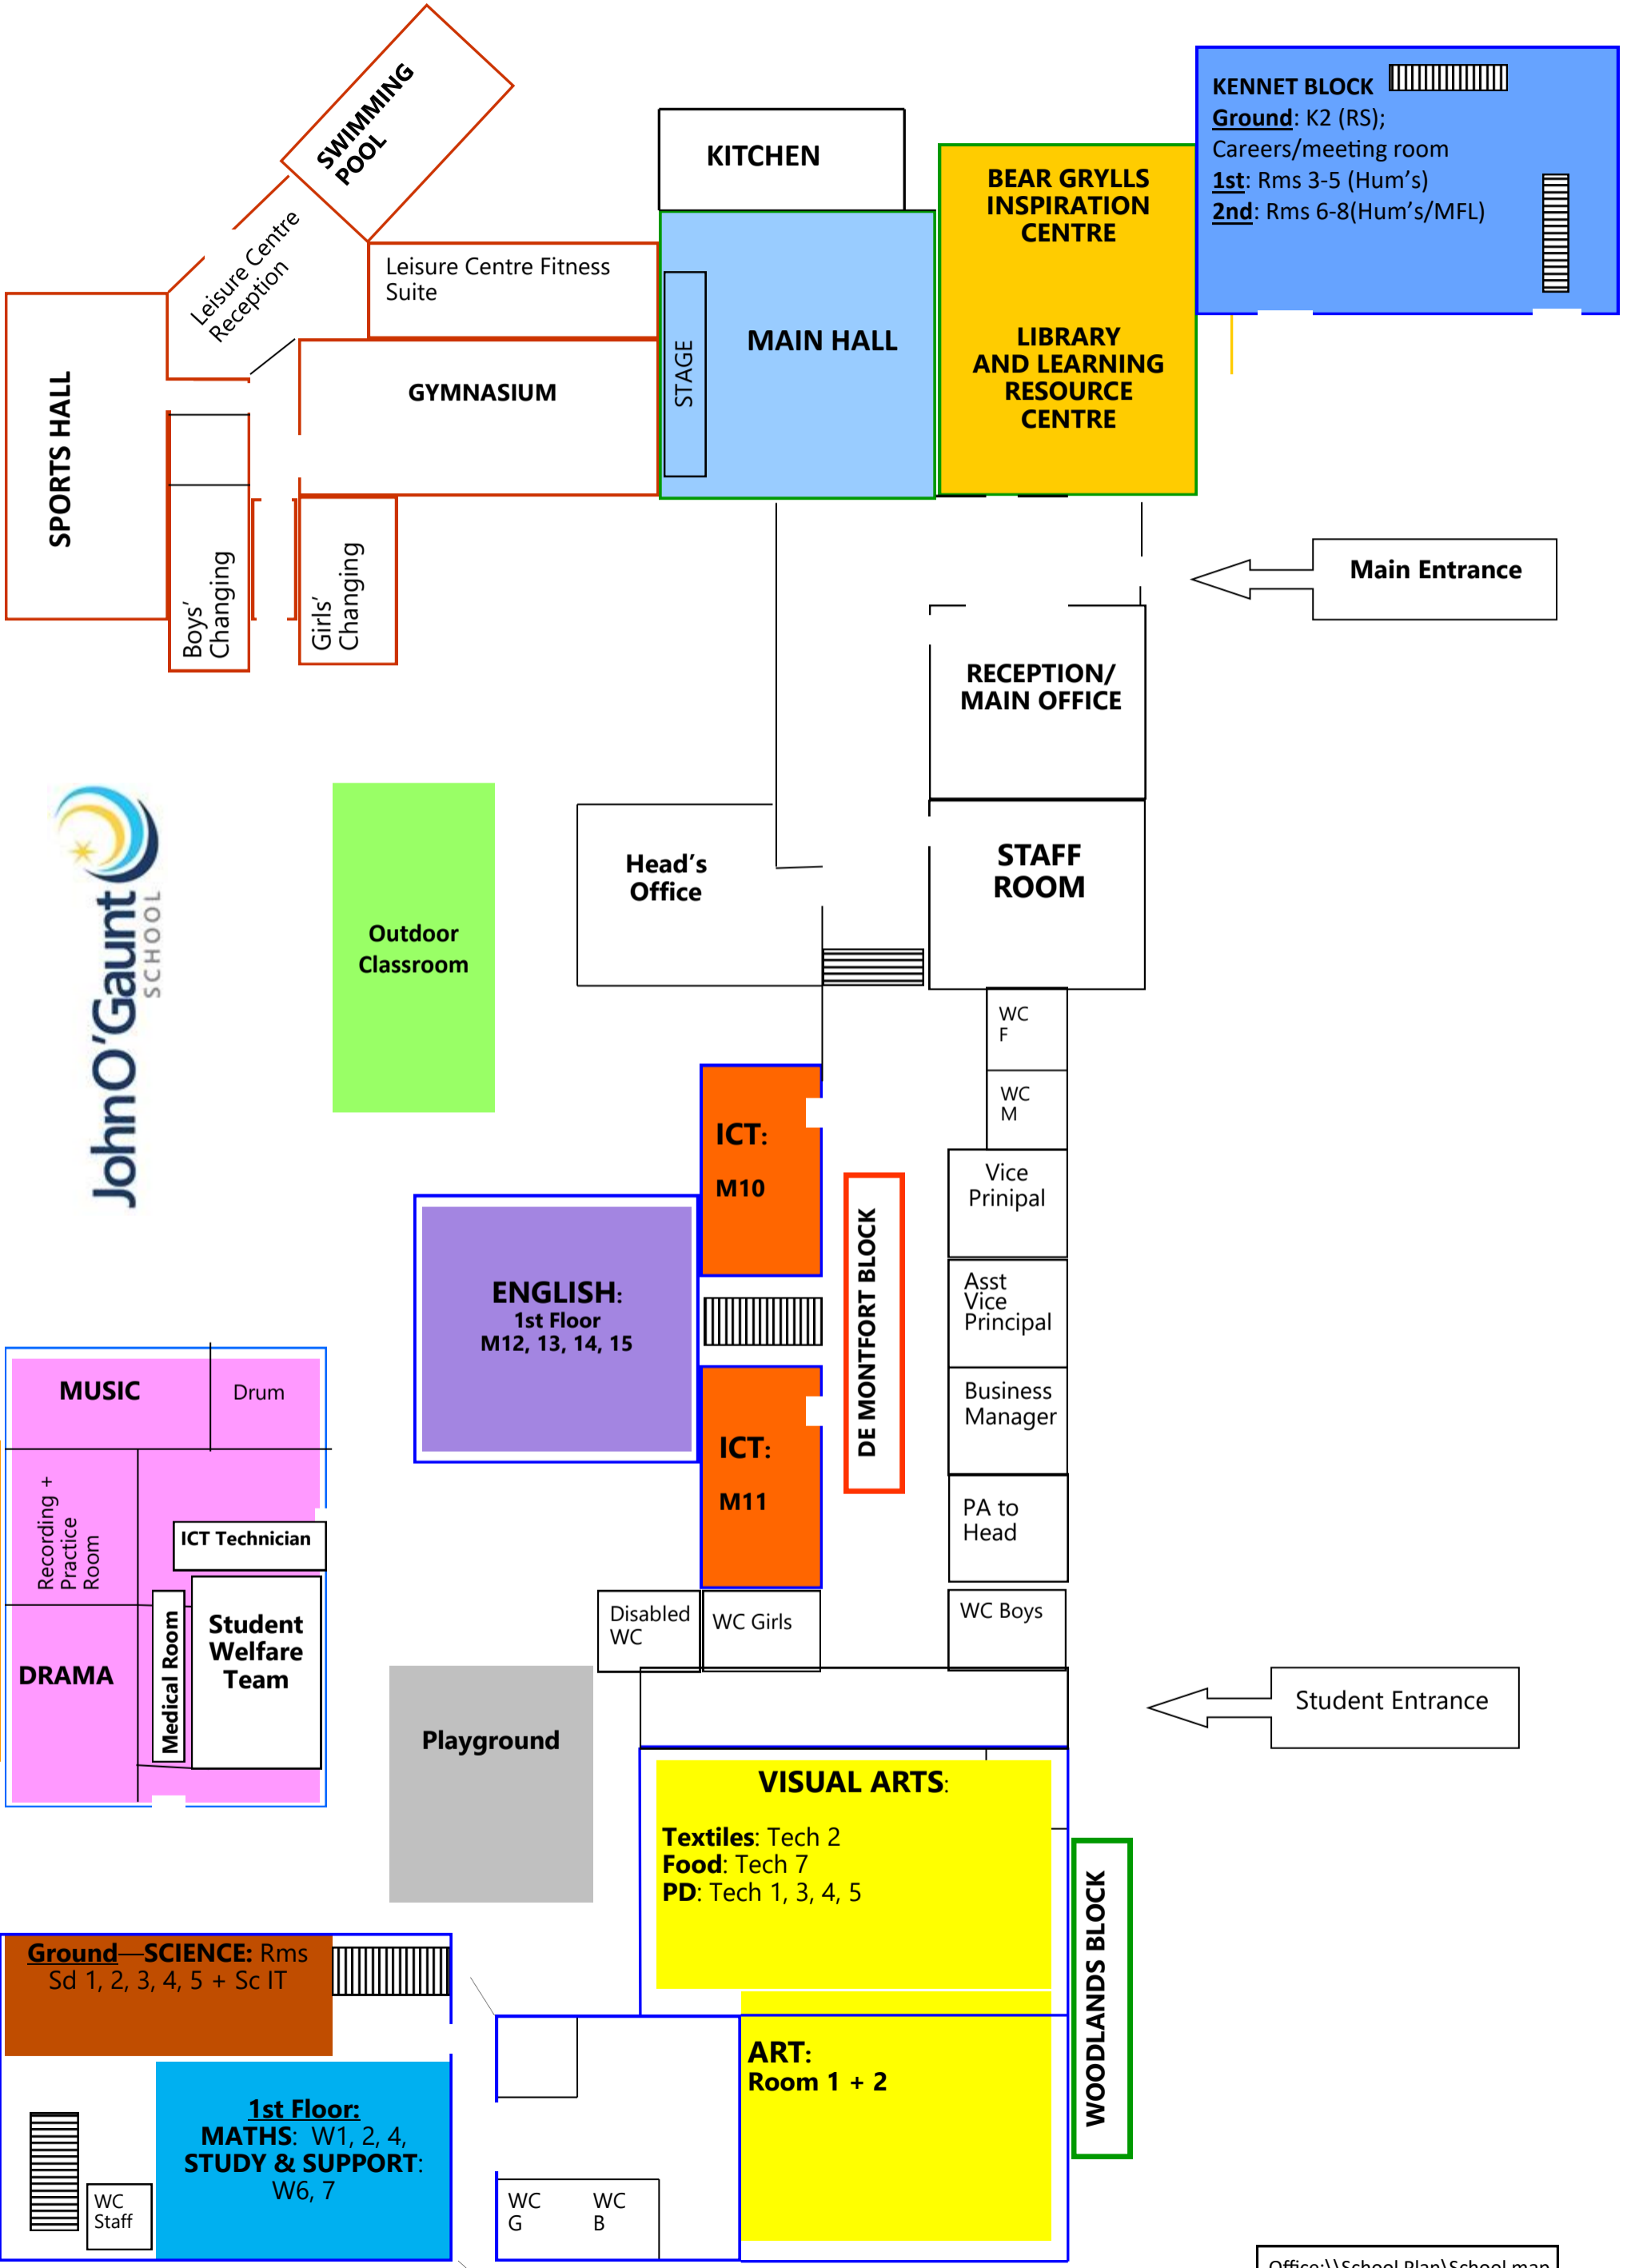 SWIMMING
POOL
KITCHEN
BEAR GRYLLS
INSPIRATION
CENTRE
LIBRARY
AND LEARNING
RESOURCE
CENTRE
KENNET BLOCK
Ground: K2 (RS);
Careers/meeting room
1st: Rms 3-5 (Hum's)
2nd: Rms 6-8(Hum's/MFL)
Leisure Centre
Reception
Leisure Centre Fitness
Suite
SPORTS HALL
GYMNASIUM
STAGE
MAIN HALL
Boys'
Changing
Girls'
Changing
Main Entrance
RECEPTION/
MAIN OFFICE
John O'Gaunt
SCHOOL
Outdoor
Classroom
Head's
Office
STAFF
ROOM
WC
F
WC
M
ICT:
M10
Vice
Prinipal
DE MONTFORT BLOCK
ENGLISH:
1st Floor
M12, 13, 14, 15
Asst
Vice
Principal
MUSIC
Drum
ICT:
M11
Business
Manager
Recording +
Practice
Room
ICT Technician
PA to
Head
DRAMA
Medical Room
Student
Welfare
Team
Disabled
WC
WC Girls
WC Boys
Playground
Student Entrance
VISUAL ARTS:
Textiles: Tech 2
Food: Tech 7
PD: Tech 1, 3, 4, 5
WOODLANDS BLOCK
Ground—SCIENCE: Rms
Sd 1, 2, 3, 4, 5 + Sc IT
ART:
Room 1 + 2
1st Floor:
MATHS: W1, 2, 4,
STUDY & SUPPORT:
W6, 7
WC
Staff
WC
G
WC
B
Office:\\School Plan\School map